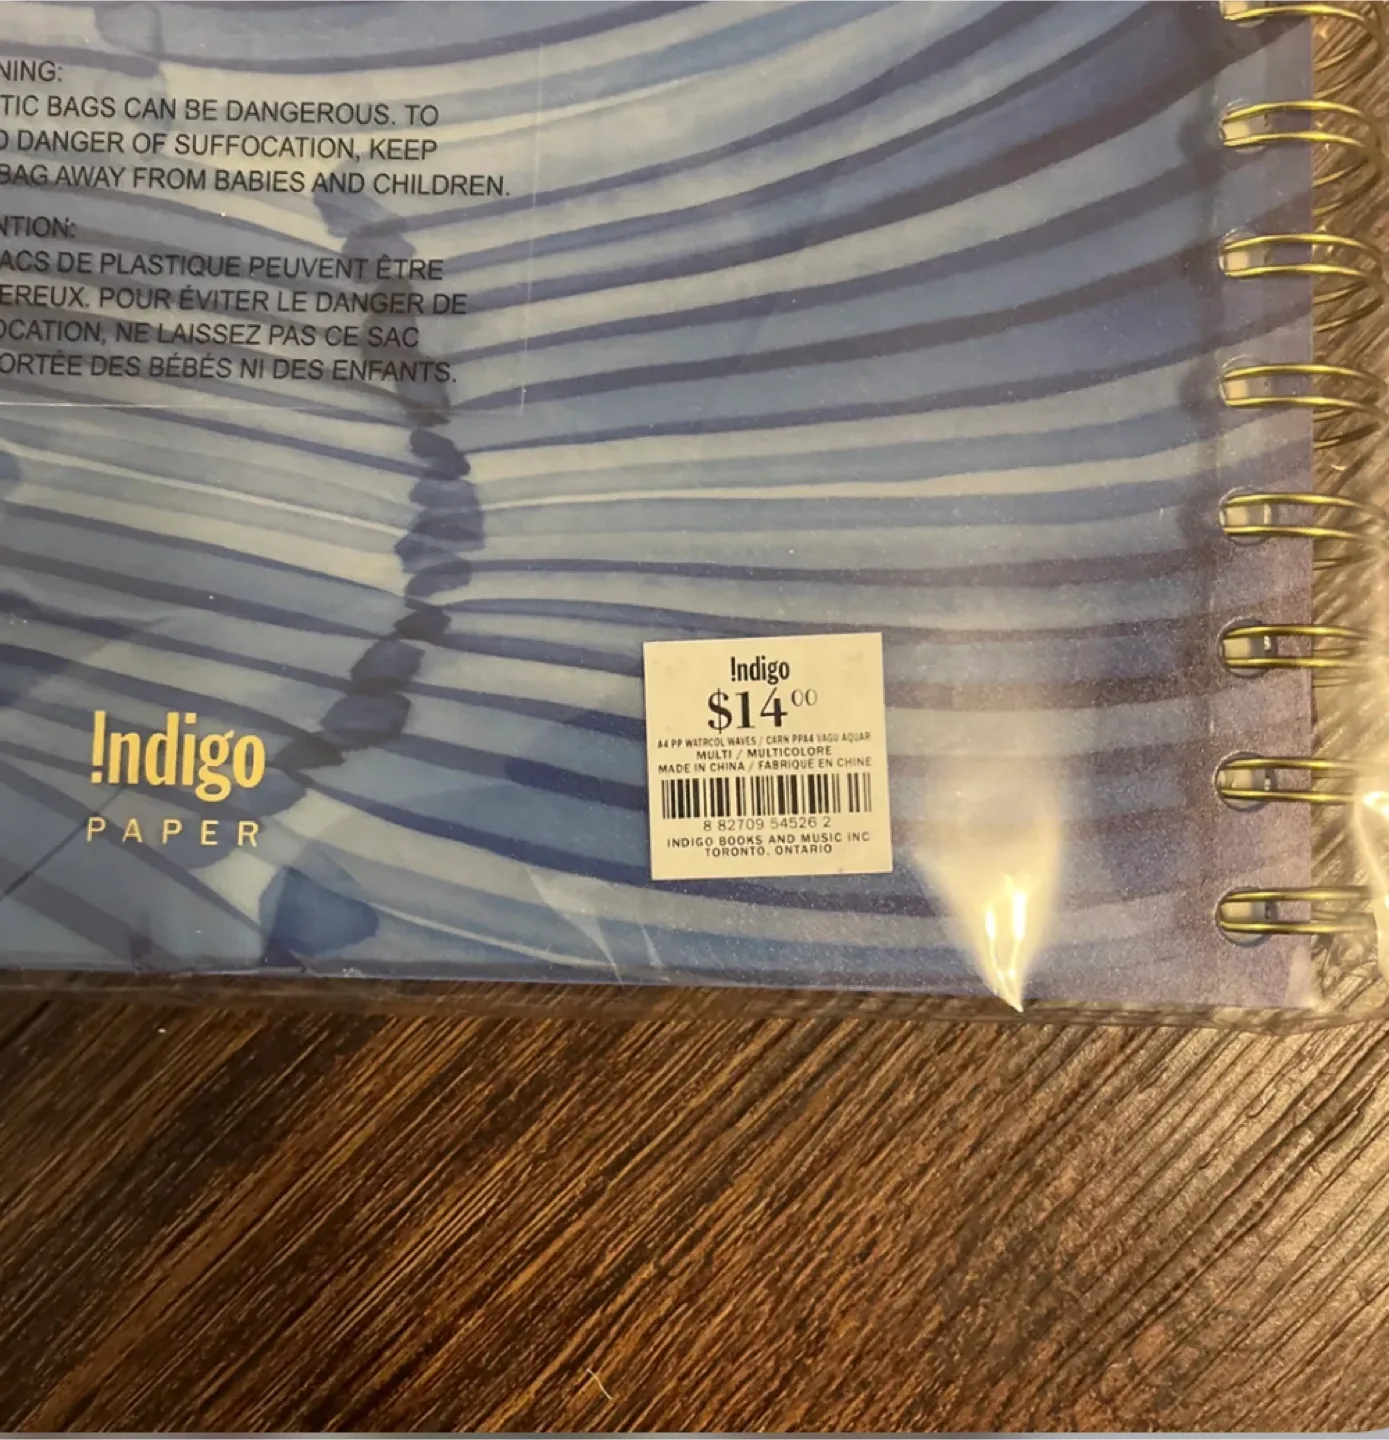 NING:
TIC BAGS CAN BE DANGEROUS. TO
D DANGER OF SUFFOCATION, KEEP
BAG AWAY FROM BABIES AND CHILDREN.
NTION:
ACS DE PLASTIQUE PEUVENT ÊTRE
EREUX. POUR ÉVITER LE DANGER DE
OCATION, NE LAISSEZ PAS CE SAC
ORTÉE DES BÉBÉS NI DES ENFANTS.
!ndigo
PAPER
!ndigo
$14 00
A4 PP WATRCOL WAVES / CARN PPA4 VAGU AQUAR
MULTI / MULTICOLORE
MADE IN CHINA / FABRIQUÉ EN CHINE
8 82709 54526 2
INDIGO BOOKS AND MUSIC INC
TORONTO, ONTARIO